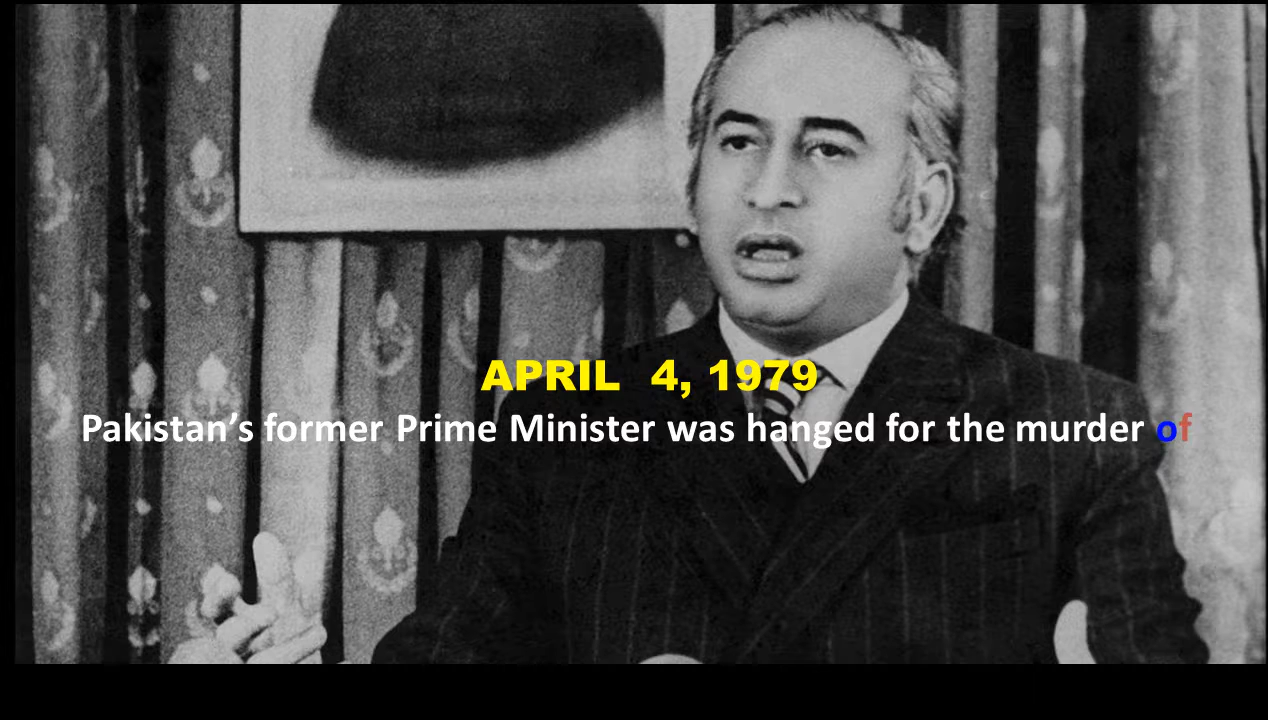 APRIL  4, 1979
Pakistan’s former Prime Minister was hanged for the murder of